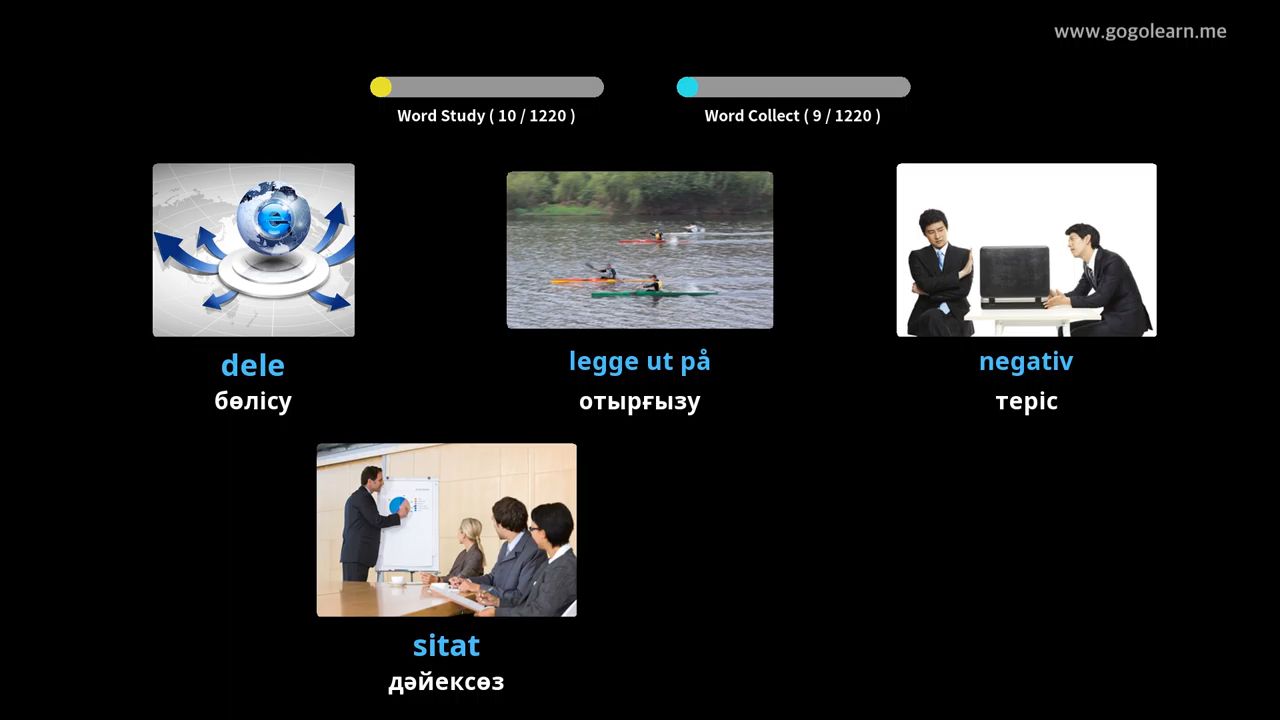 www.gogolearn.me
Word Study ( 10 / 1220 )
Word Collect ( 9 / 1220 )
e
dele
бөлісу
legge ut på
отырғызу
negativ
теріс
sitat
дәйексөз